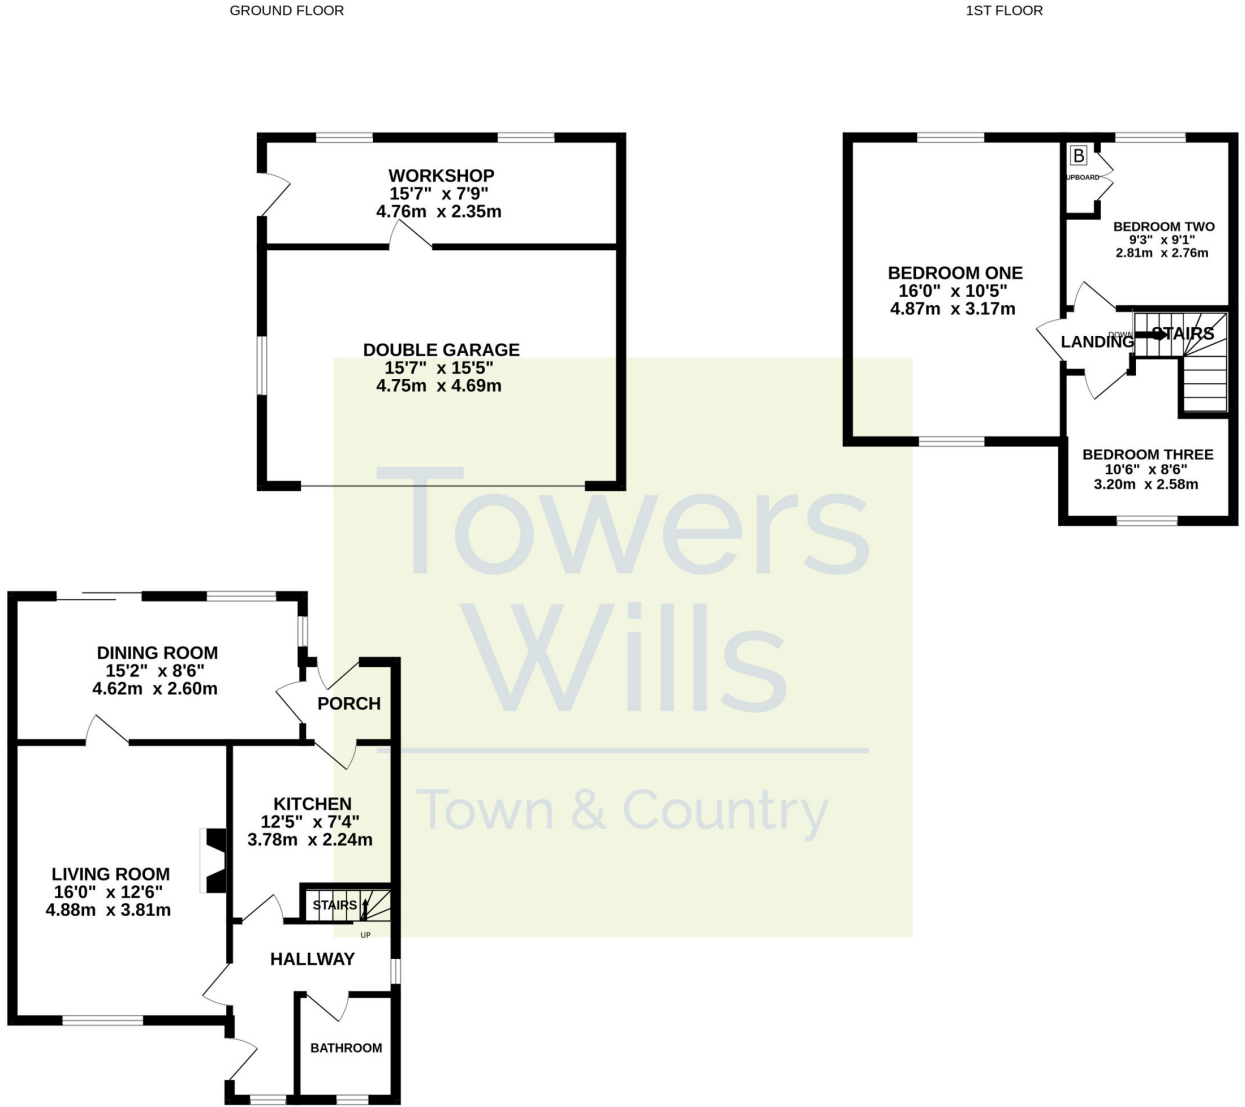 GROUND FLOOR
1ST FLOOR
WORKSHOP
15'7" x 7'9"
4.76m x 2.35m
DOUBLE GARAGE
15'7" x 15'5"
4.75m x 4.69m
B
UPBOARD
BEDROOM TWO
9'3" x 9'1"
2.81m x 2.76m
BEDROOM ONE
16'0" x 10'5"
4.87m x 3.17m
DOWN
STAIRS
LANDING
BEDROOM THREE
10'6" x 8'6"
3.20m x 2.58m
Towers
Wills
Town & Country
DINING ROOM
15'2" x 8'6"
4.62m x 2.60m
PORCH
KITCHEN
12'5" x 7'4"
3.78m x 2.24m
LIVING ROOM
16'0" x 12'6"
4.88m x 3.81m
STAIRS
UP
HALLWAY
BATHROOM